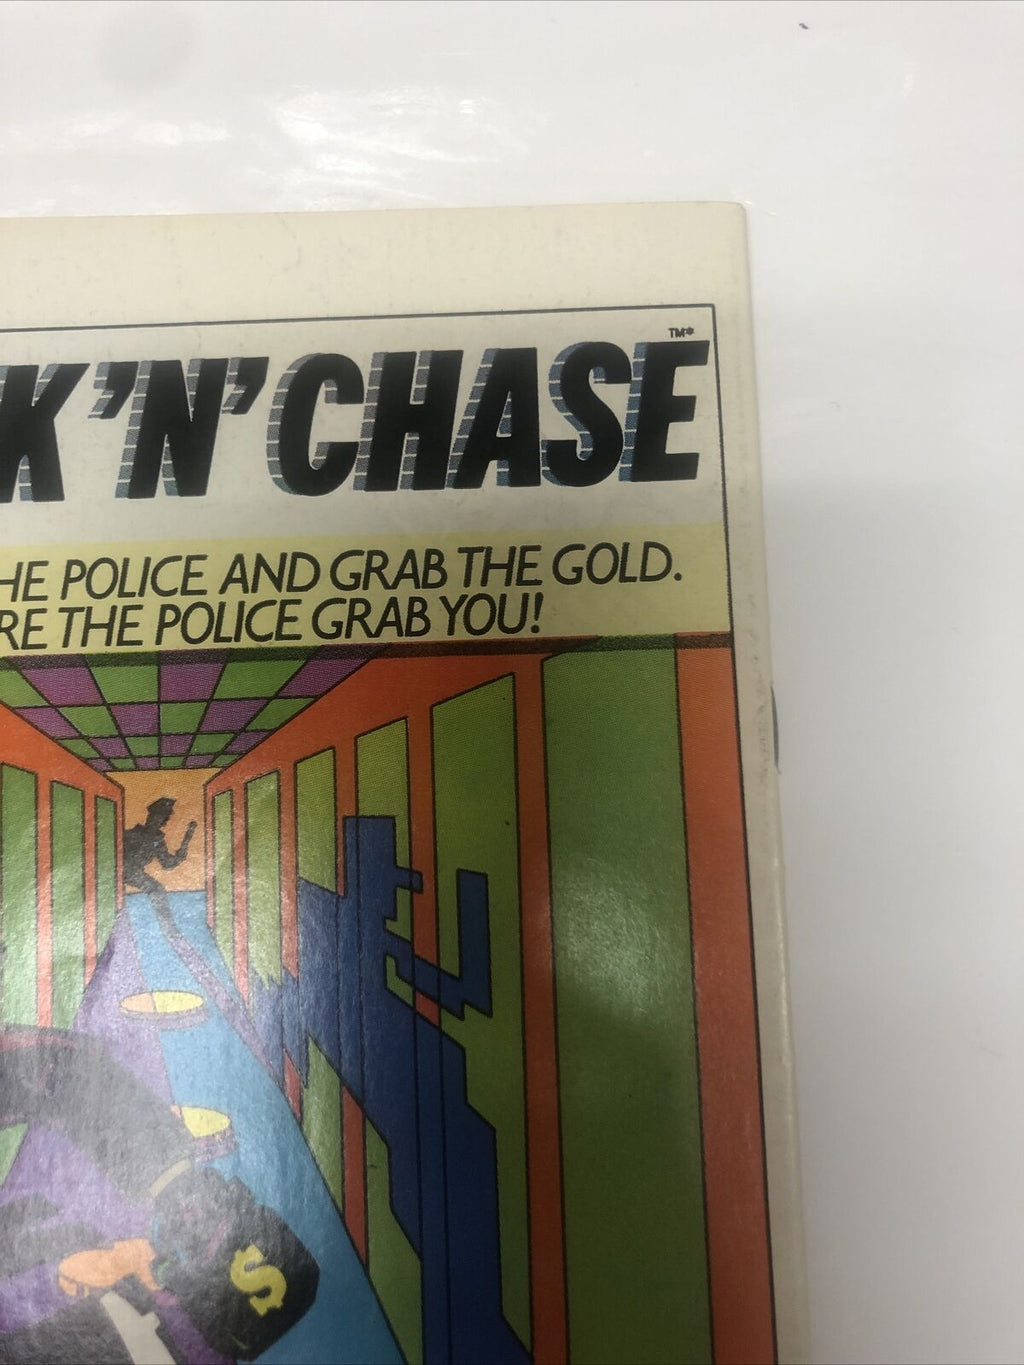 K 'N' CHASE ™*
HE POLICE AND GRAB THE GOLD.
RE THE POLICE GRAB YOU!
$